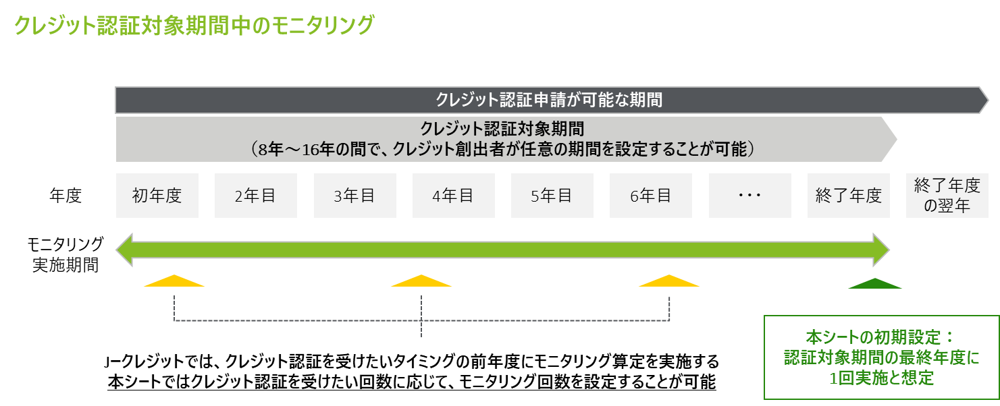 クレジット認証対象期間中のモニタリング
クレジット認証申請が可能な期間
クレジット認証対象期間
（8年～16年の間で、クレジット創出者が任意の期間を設定することが可能）
年度
初年度
2年目
3年目
4年目
5年目
6年目
・・・
終了年度
終了年度
の翌年
モニタリング
実施期間
J－クレジットでは、クレジット認証を受けたいタイミングの前年度にモニタリング算定を実施する
本シートではクレジット認証を受けたい回数に応じて、モニタリング回数を設定することが可能
本シートの初期設定：
認証対象期間の最終年度に
1回実施と想定